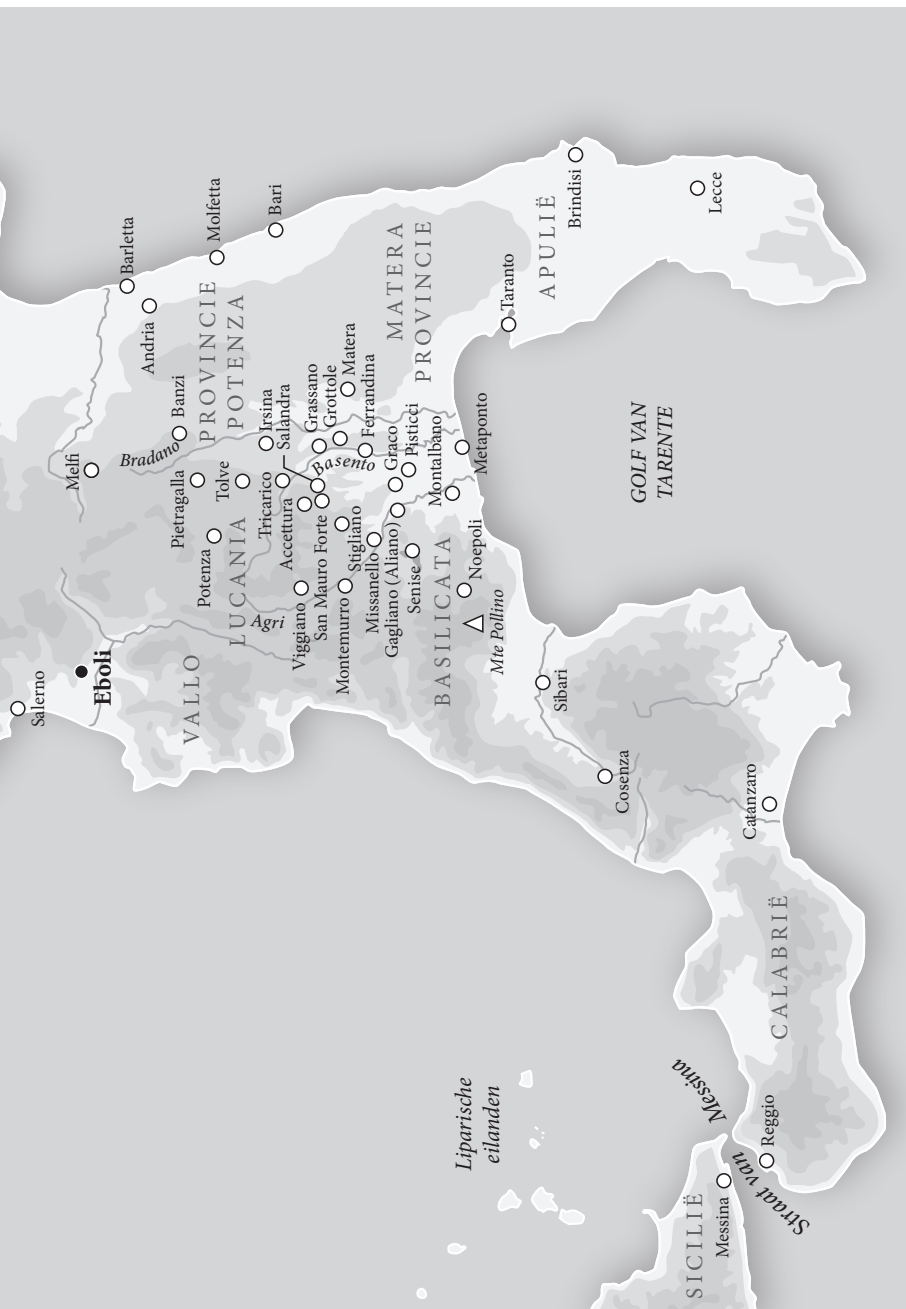 Salerno
Eboli
Melfi
Barletta
Andria
Molfetta
Bari
Banzi
Bradano
PROVINCIE
POTENZA
Pietragalla
Tolve
Potenza
LUCANIA
VALLO
Agri
Irsina
Salandra
Tricarico
Accettura
Grassano
Grottole
Matera
Ferrandina
Basento
San Mauro Forte
Viggiano
Stigliano
Montemurro
Missanello
Gagliano (Aliano)
Graco
Pisticci
Senise
Montalbano
Metaponto
MATERA
PROVINCIE
BASILICATA
Noepoli
Mte Pollino
Taranto
APULIË
Brindisi
Lecce
GOLF VAN
TARENTE
Sibari
Cosenza
Catanzaro
CALABRIË
Liparische
eilanden
Straat van Messina
Reggio
Messina
SICILIË